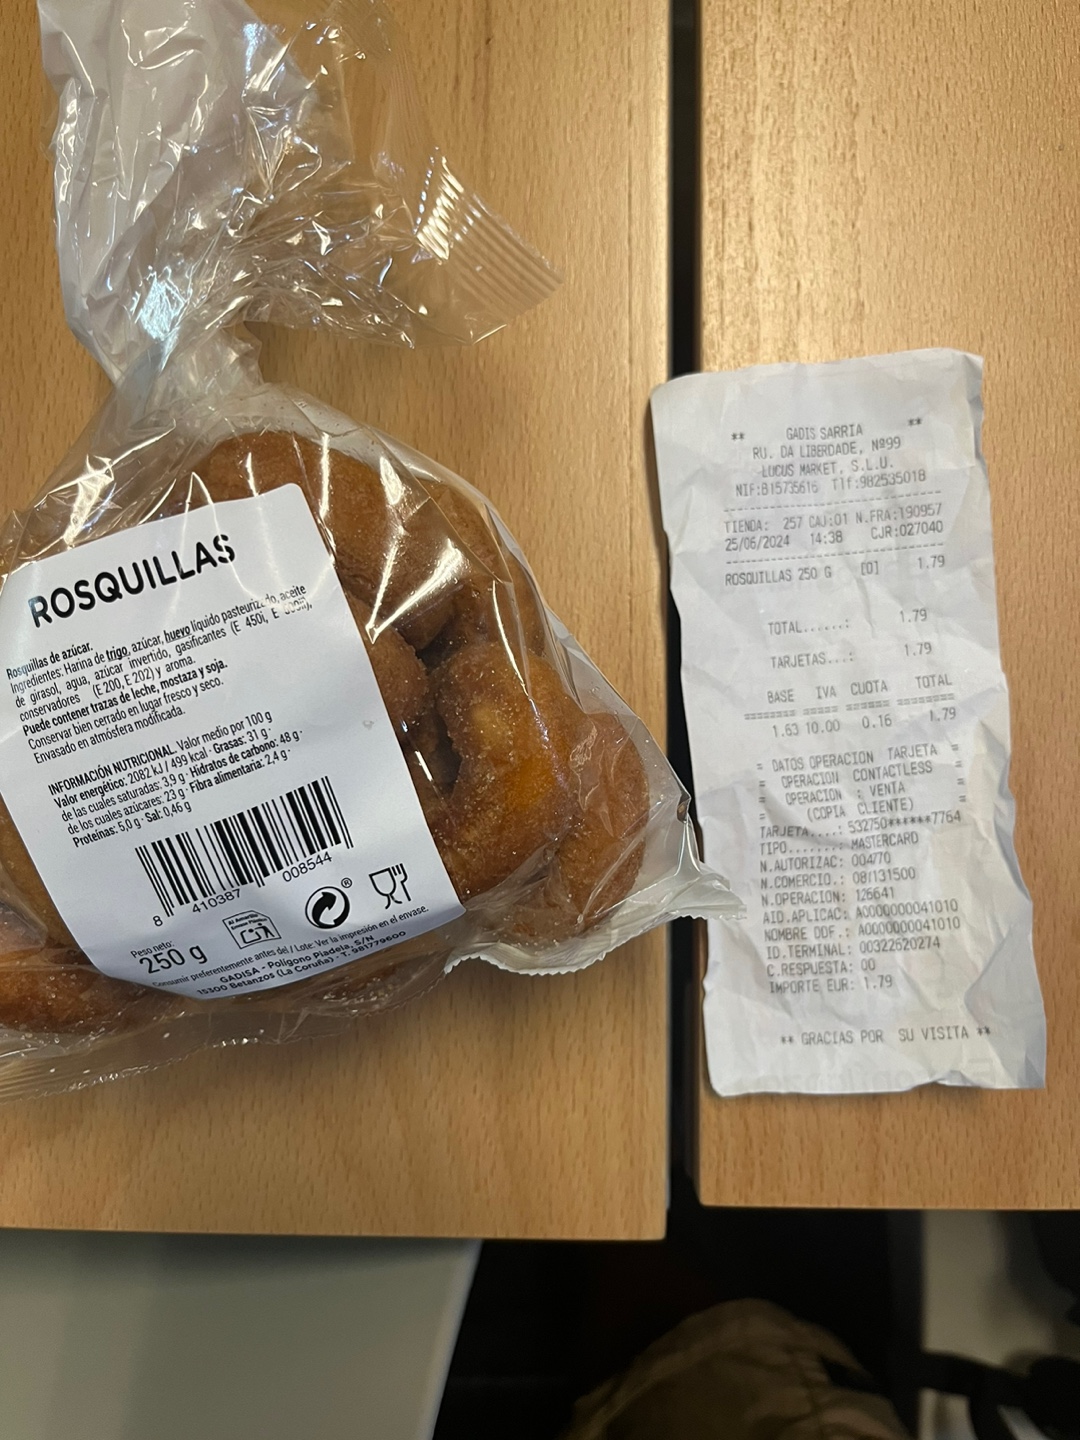 ROSQUILLAS
Rosquillas de azúcar.
Ingredientes: Harina de trigo, azúcar, huevo líquido pasteurizado, aceite
de girasol, agua, azúcar invertido, gasificantes (E 450i, E 500ii),
conservadores (E 200, E 202) y aroma.
Puede contener trazas de leche, mostaza y soja.
Conservar bien cerrado en lugar fresco y seco.
Envasado en atmósfera modificada.
INFORMACIÓN NUTRICIONAL. Valor medio por 100 g
Valor energético: 2082 kJ / 499 kcal · Grasas: 31 g ·
de las cuales saturadas: 3,9 g · Hidratos de carbono: 48 g ·
de los cuales azúcares: 23 g · Fibra alimentaria: 2,4 g ·
Proteínas: 5,0 g · Sal: 0,46 g
8 410387 008544
Peso neto:
250 g
Al Amarillo
Consumir preferentemente antes del / Lote: Ver la impresión en el envase.
GADISA - Polígono Piadela, S/N
15300 Betanzos (La Coruña) - T. 981779600
** GADIS SARRIA **
RU. DA LIBERDADE, Nº99
LUCUS MARKET, S.L.U.
NIF:B15735616 Tlf:982535018
TIENDA: 257 CAJ:01 N.FRA:190957
25/06/2024 14:38 CJR:027040
ROSQUILLAS 250 G [0] 1.79
TOTAL......: 1.79
TARJETAS...: 1.79
BASE IVA CUOTA TOTAL
======== ===== ====== ========
1.63 10.00 0.16 1.79
= DATOS OPERACION TARJETA =
= OPERACION CONTACTLESS =
= OPERACION : VENTA =
= (COPIA CLIENTE) =
TARJETA....: 532750******7764
TIPO.......: MASTERCARD
N.AUTORIZAC: 004770
N.COMERCIO.: 081131500
N.OPERACION: 126641
AID.APLICAC: A0000000041010
NOMBRE DDF.: A0000000041010
ID.TERMINAL: 00322620274
C.RESPUESTA: 00
IMPORTE EUR: 1.79
** GRACIAS POR SU VISITA **